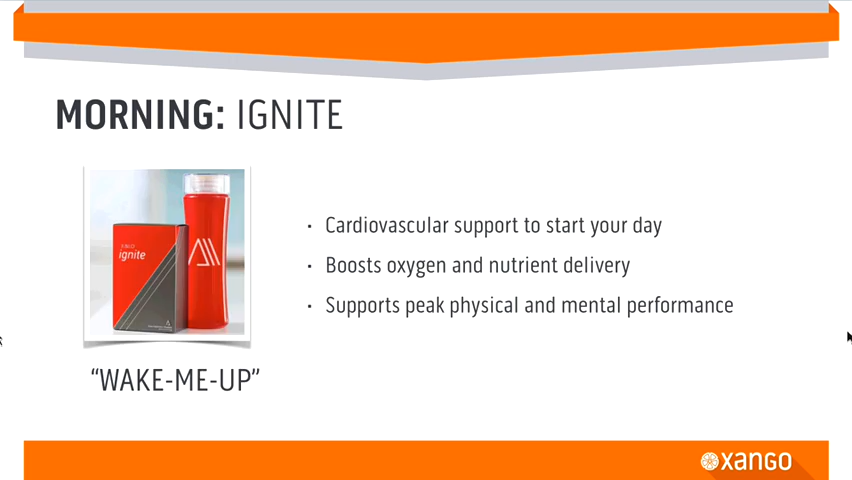 MORNING: IGNITE
ignite
• Cardiovascular support to start your day
• Boosts oxygen and nutrient delivery
• Supports peak physical and mental performance
“WAKE-ME-UP”
xango